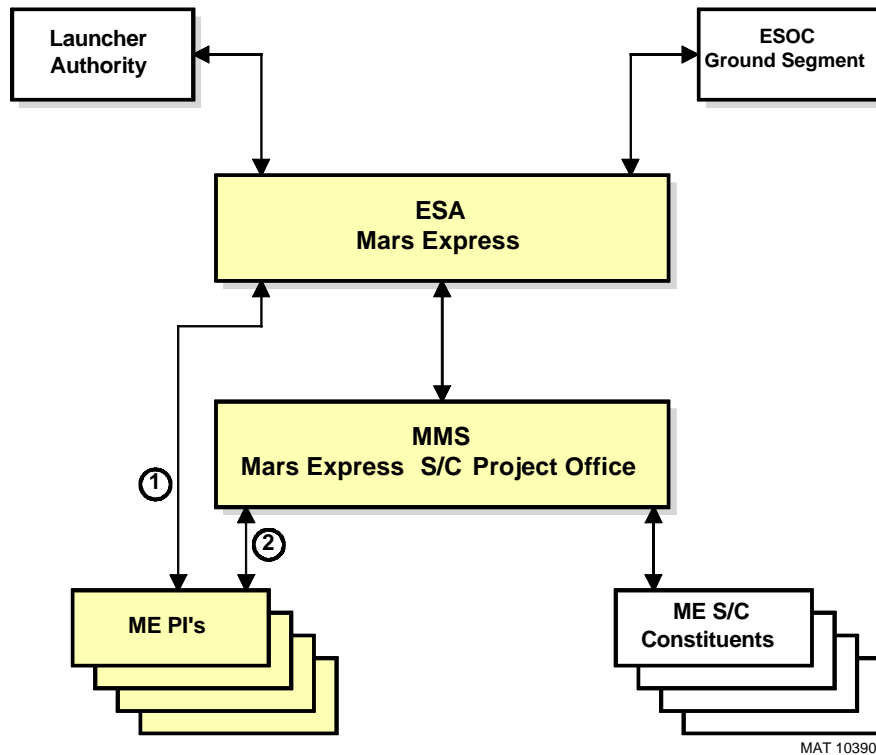 Launcher
Authority
ESOC
Ground Segment
ESA
Mars Express
MMS
Mars Express S/C Project Office
1
2
ME PI's
ME S/C
Constituents
MAT 10390